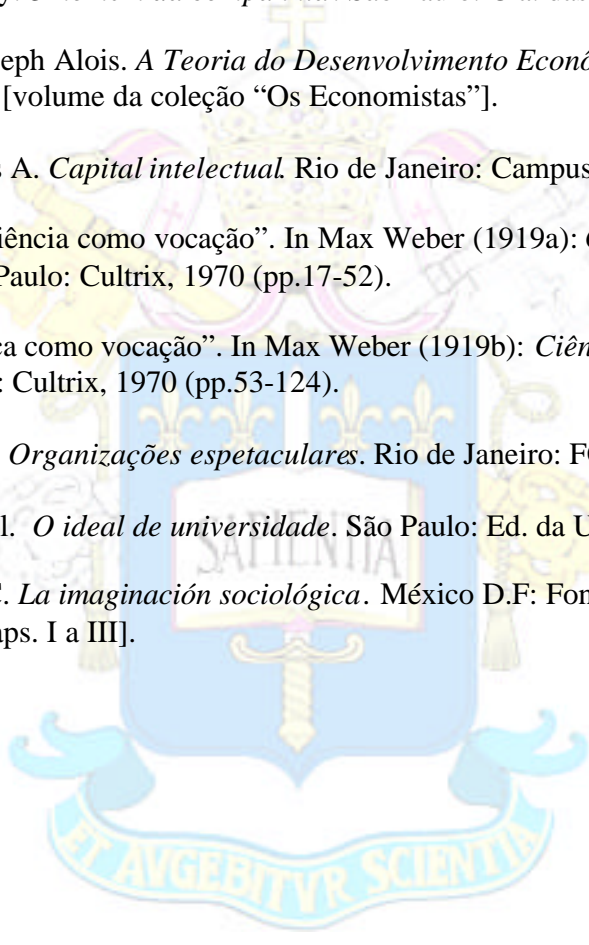 eph Alois. A Teoria do Desenvolvimento Econô
[volume da coleção “Os Economistas”].
s A. Capital intelectual. Rio de Janeiro: Campus
iência como vocação”. In Max Weber (1919a):
Paulo: Cultrix, 1970 (pp.17-52).
ca como vocação”. In Max Weber (1919b): Ciên
: Cultrix, 1970 (pp.53-124).
Organizações espetaculares. Rio de Janeiro: FG
l. O ideal de universidade. São Paulo: Ed. da U
C. La imaginación sociológica. México D.F: Fon
aps. I a III].
SAPIENTIA
ET AVGEBITVR SCIENTIA